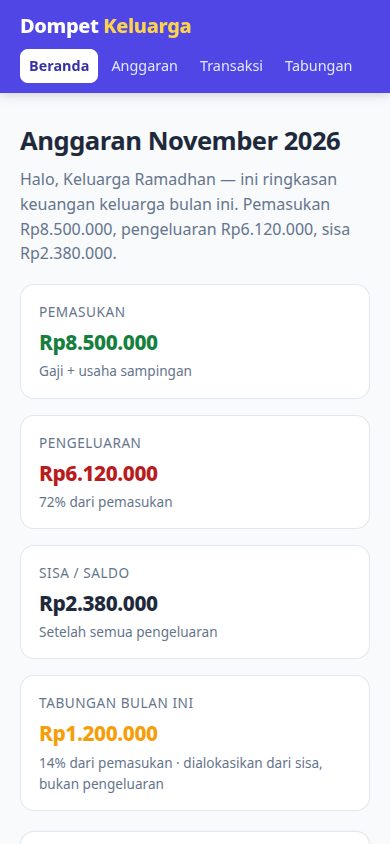 Dompet Keluarga
Beranda Anggaran Transaksi Tabungan
Anggaran November 2026
Halo, Keluarga Ramadhan — ini ringkasan
keuangan keluarga bulan ini. Pemasukan
Rp8.500.000, pengeluaran Rp6.120.000, sisa
Rp2.380.000.
PEMASUKAN
Rp8.500.000
Gaji + usaha sampingan
PENGELUARAN
Rp6.120.000
72% dari pemasukan
SISA / SALDO
Rp2.380.000
Setelah semua pengeluaran
TABUNGAN BULAN INI
Rp1.200.000
14% dari pemasukan · dialokasikan dari sisa,
bukan pengeluaran